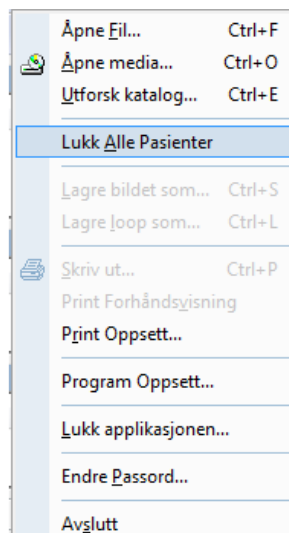 Åpne Fil... Ctrl+F
Åpne media... Ctrl+O
Utforsk katalog... Ctrl+E
Lukk Alle Pasienter
Lagre bildet som... Ctrl+S
Lagre loop som... Ctrl+L
Skriv ut... Ctrl+P
Print Forhåndsvisning
Print Oppsett...
Program Oppsett...
Lukk applikasjonen...
Endre Passord...
Avslutt